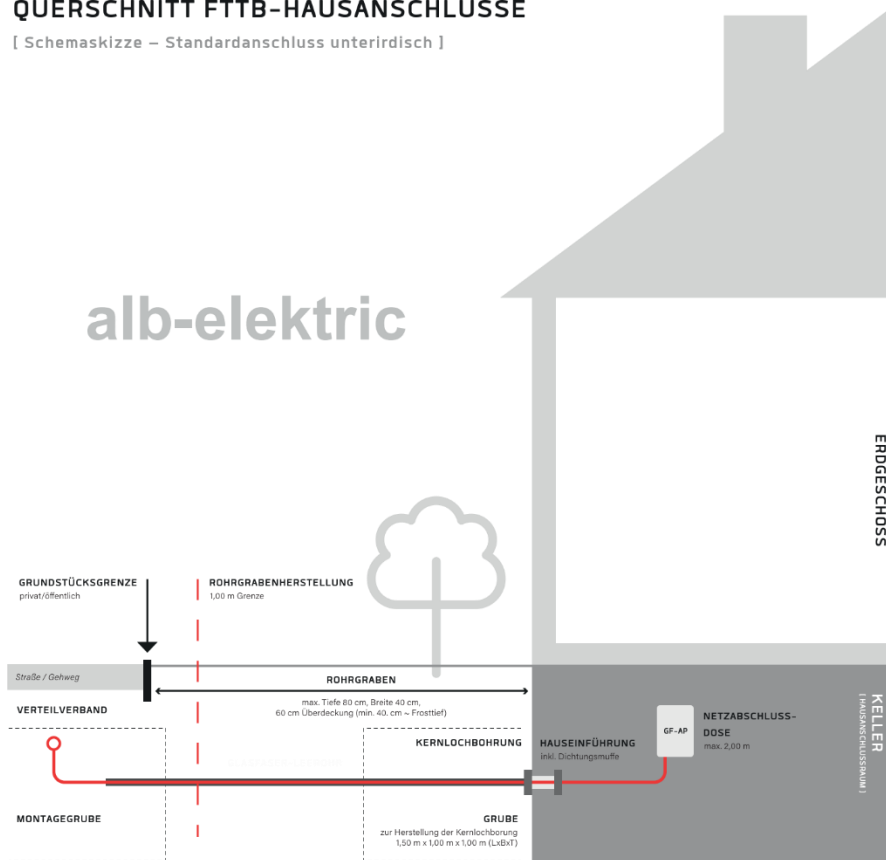 QUERSCHNITT FTTB-HAUSANSCHLÜSSE
[ Schemaskizze – Standardanschluss unterirdisch ]
alb-elektric
ERDGESCHOSS
GRUNDSTÜCKSGRENZE
privat/öffentlich
ROHRGRABENHERSTELLUNG
1,00 m Grenze
Straße / Gehweg
ROHRGRABEN
max. Tiefe 80 cm, Breite 40 cm,
60 cm Überdeckung (min. 40. cm ~ Frosttief)
VERTEILVERBAND
KERNLOCHBOHRUNG
HAUSEINFÜHRUNG
inkl. Dichtungsmuffe
GF-AP
NETZABSCHLUSS-
DOSE
max. 2,00 m
KELLER
[ HAUSANSCHLUSSRAUM ]
MONTAGEGRUBE
GRUBE
zur Herstellung der Kernlochborung
1,50 m x 1,00 m x 1,00 m (LxBxT)